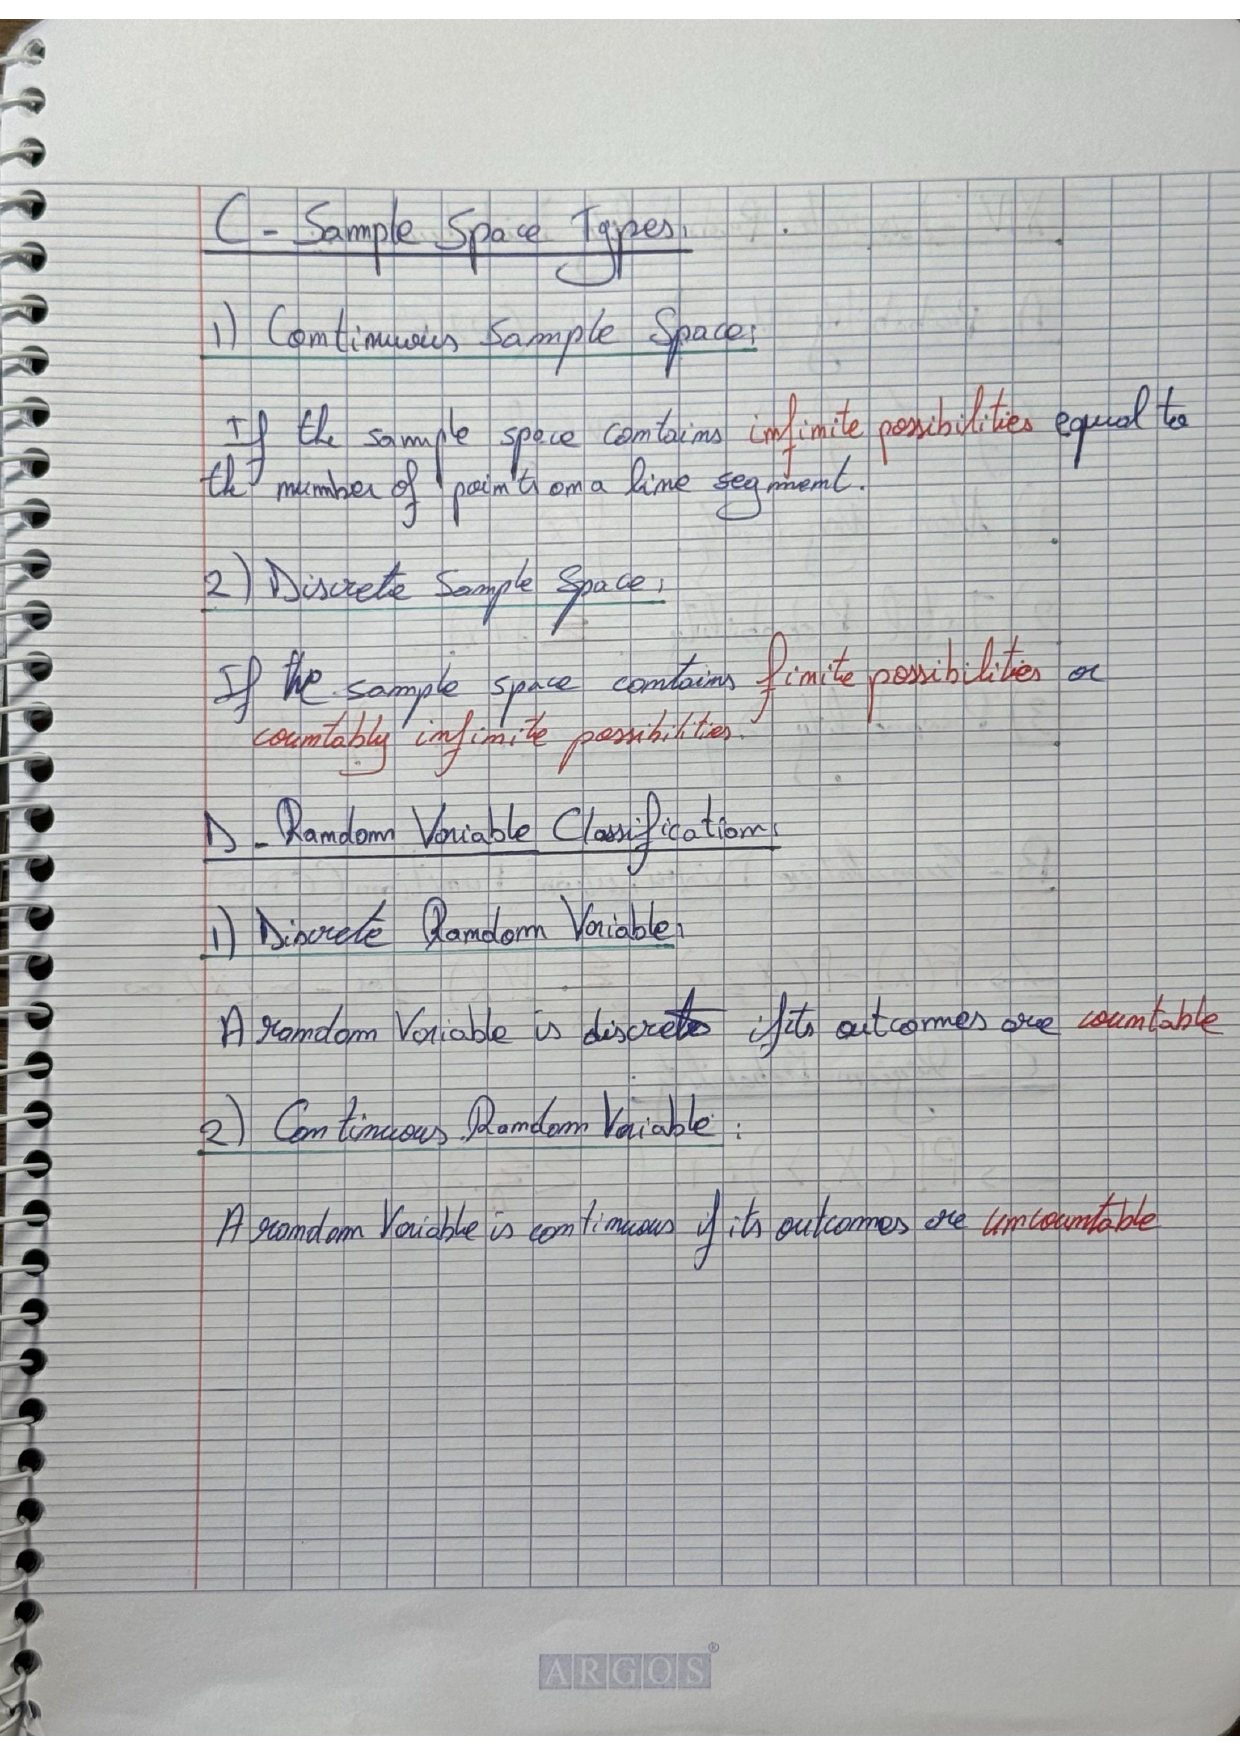 C - Sample Space Types:
1) Continuous Sample Space:
If the sample space contains infinite possibilities equal to
the number of points on a line segment.
2) Discrete Sample Space:
If the sample space contains finite possibilities or
countably infinite possibilities.
D - Random Variable Classification:
1) Discrete Random Variable:
A random Variable is discrete if its outcomes are countable
2) Continuous Random Variable:
A random Variable is continuous if its outcomes are uncountable
ARGOS®